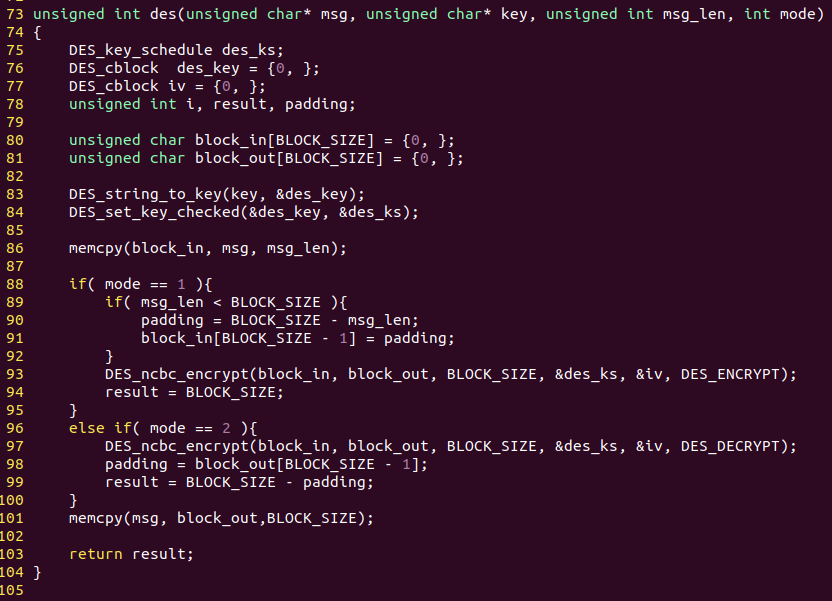 73 unsigned int des(unsigned char* msg, unsigned char* key, unsigned int msg_len, int mode)
74 {
75     DES_key_schedule des_ks;
76     DES_cblock  des_key = {0, };
77     DES_cblock iv = {0, };
78     unsigned int i, result, padding;
79
80     unsigned char block_in[BLOCK_SIZE] = {0, };
81     unsigned char block_out[BLOCK_SIZE] = {0, };
82
83     DES_string_to_key(key, &des_key);
84     DES_set_key_checked(&des_key, &des_ks);
85
86     memcpy(block_in, msg, msg_len);
87
88     if( mode == 1 ){
89         if( msg_len < BLOCK_SIZE ){
90             padding = BLOCK_SIZE - msg_len;
91             block_in[BLOCK_SIZE - 1] = padding;
92         }
93         DES_ncbc_encrypt(block_in, block_out, BLOCK_SIZE, &des_ks, &iv, DES_ENCRYPT);
94         result = BLOCK_SIZE;
95     }
96     else if( mode == 2 ){
97         DES_ncbc_encrypt(block_in, block_out, BLOCK_SIZE, &des_ks, &iv, DES_DECRYPT);
98         padding = block_out[BLOCK_SIZE - 1];
99         result = BLOCK_SIZE - padding;
100     }
101     memcpy(msg, block_out,BLOCK_SIZE);
102
103     return result;
104 }
105